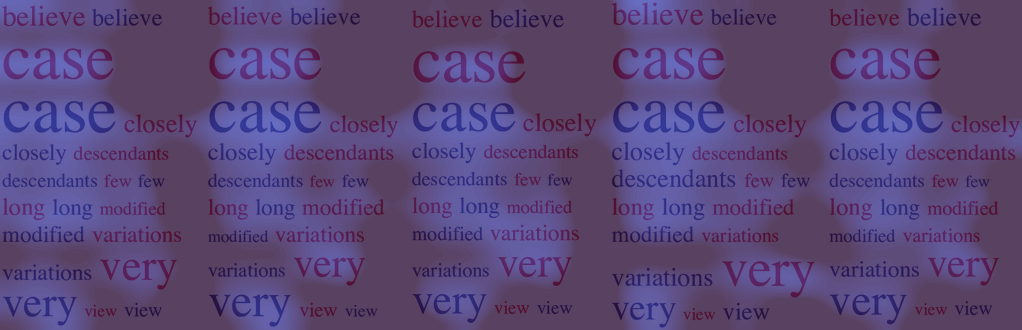 believe believe believe believe believe believe believe believe believe believe
case case case case case
case closely case closely case closely case closely case closely
closely descendants closely descendants closely descendants closely descendants closely descendants
descendants few few descendants few few descendants few few descendants few few descendants few few
long long modified long long modified long long modified long long modified long long modified
modified variations modified variations modified variations modified variations modified variations
variations very variations very variations very variations very variations very
very view view very view view very view view very view view very view view